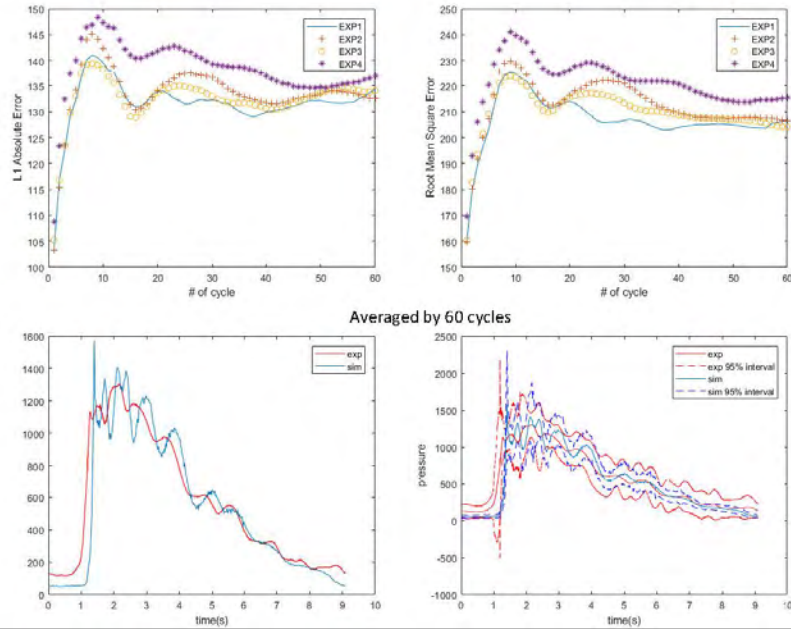 150
145
140
135
130
125
120
115
110
105
100
L1 Absolute Error
0 10 20 30 40 50 60
# of cycle
EXP1
EXP2
EXP3
EXP4
250
240
230
220
210
200
190
180
170
160
150
Root Mean Square Error
0 10 20 30 40 50 60
# of cycle
EXP1
EXP2
EXP3
EXP4
Averaged by 60 cycles
1600
1400
1200
1000
800
600
400
200
0
0 1 2 3 4 5 6 7 8 9 10
time(s)
exp
sim
2500
2000
1500
1000
500
0
-500
-1000
pressure
0 1 2 3 4 5 6 7 8 9 10
time(s)
exp
exp 95% interval
sim
sim 95% interval